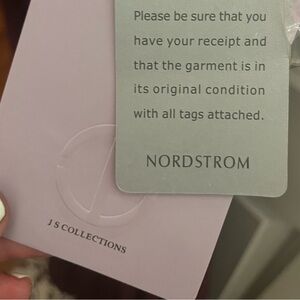 Please be sure that you
have your receipt and
that the garment is in
its original condition
with all tags attached.
NORDSTROM
J S COLLECTIONS